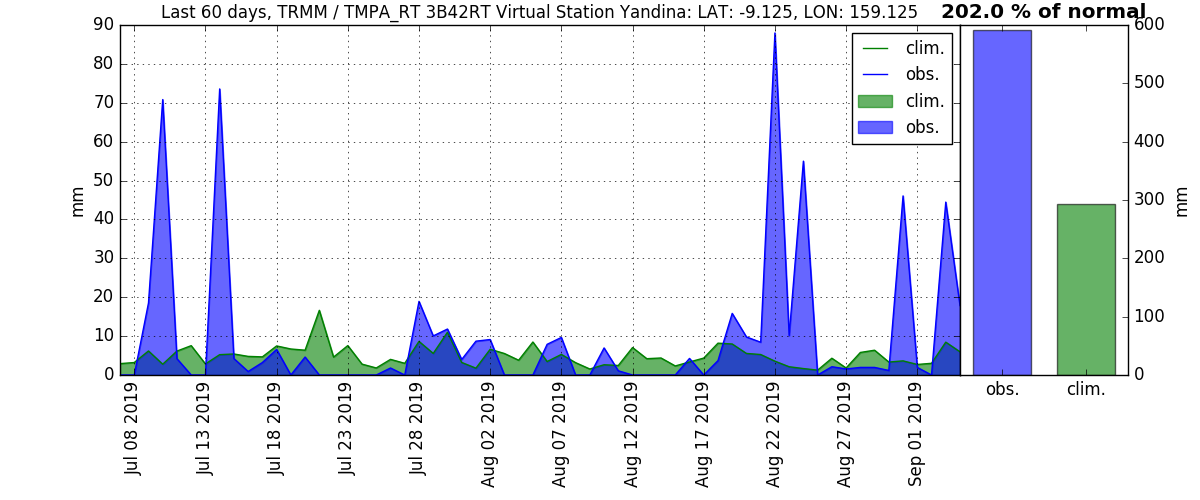 Last 60 days, TRMM / TMPA_RT 3B42RT Virtual Station Yandina: LAT: -9.125, LON: 159.125
202.0 % of normal
90
80
70
60
50
40
30
20
10
0
mm
clim.
obs.
clim.
obs.
600
500
400
300
200
100
0
mm
Jul 08 2019
Jul 13 2019
Jul 18 2019
Jul 23 2019
Jul 28 2019
Aug 02 2019
Aug 07 2019
Aug 12 2019
Aug 17 2019
Aug 22 2019
Aug 27 2019
Sep 01 2019
obs.
clim.